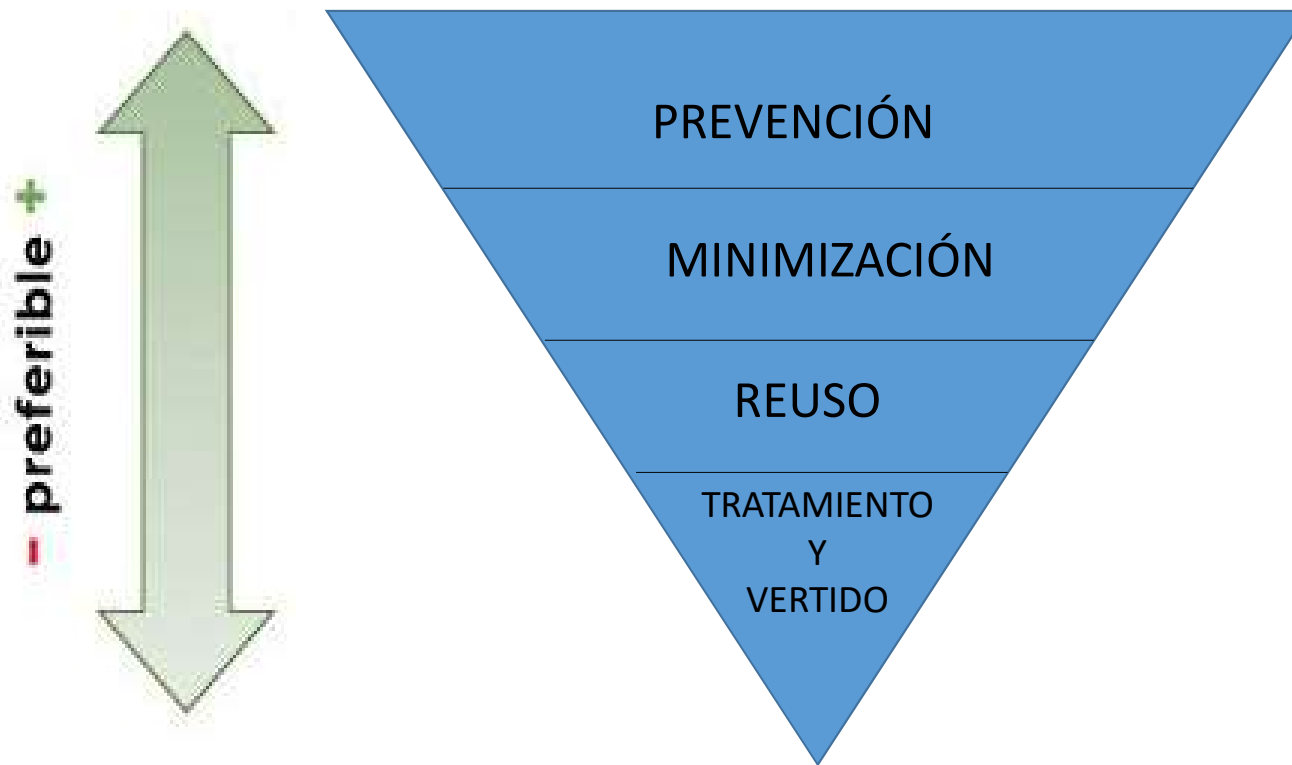 − preferible +
PREVENCIÓN
MINIMIZACIÓN
REUSO
TRATAMIENTO
Y
VERTIDO